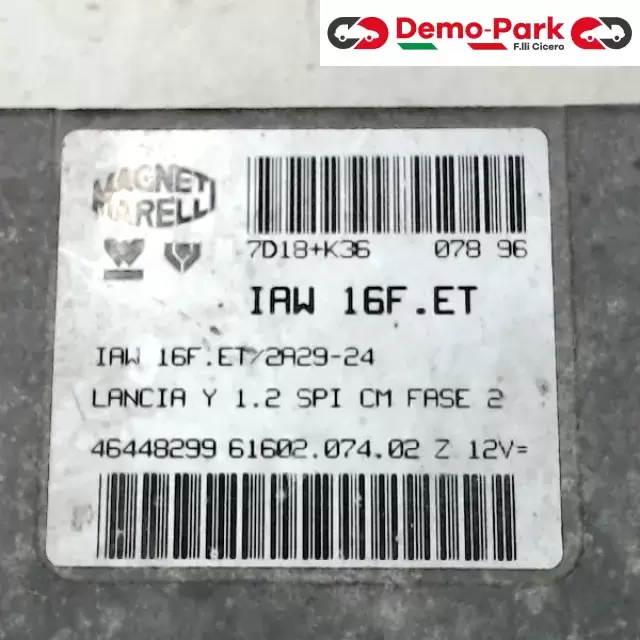 Demo-Park
F.lli Cicero
MAGNETI
MARELLI
7D18+K36 078 96
IAW 16F.ET
IAW 16F.ET/2A29-24
LANCIA Y 1.2 SPI CM FASE 2
46448299 61602.074.02 Z 12V=